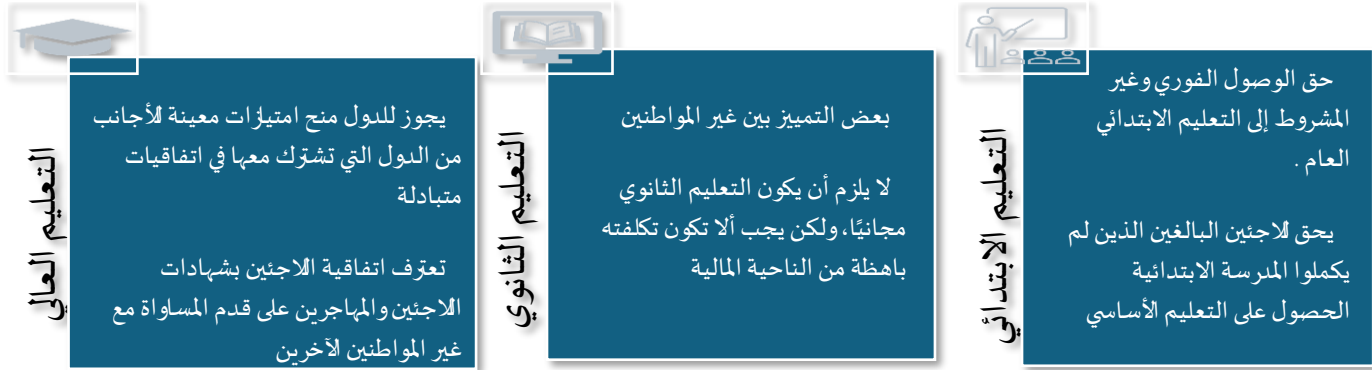 التعليم الابتدائي
حق الوصول الفوري وغير
المشروط إلى التعليم الابتدائي
العام .
يحق للاجئين البالغين الذين لم
يكملوا المدرسة الابتدائية
الحصول على التعليم الأساسي
التعليم الثانوي
بعض التمييز بين غير المواطنين
لا يلزم أن يكون التعليم الثانوي
مجانيًا، ولكن يجب ألا تكون تكلفته
باهظة من الناحية المالية
التعليم العالي
يجوز للدول منح امتيازات معينة للأجانب
من الدول التي تشترك معها في اتفاقيات
متبادلة
تعترف اتفاقية اللاجئين بشهادات
اللاجئين والمهاجرين على قدم المساواة مع
غير المواطنين الآخرين